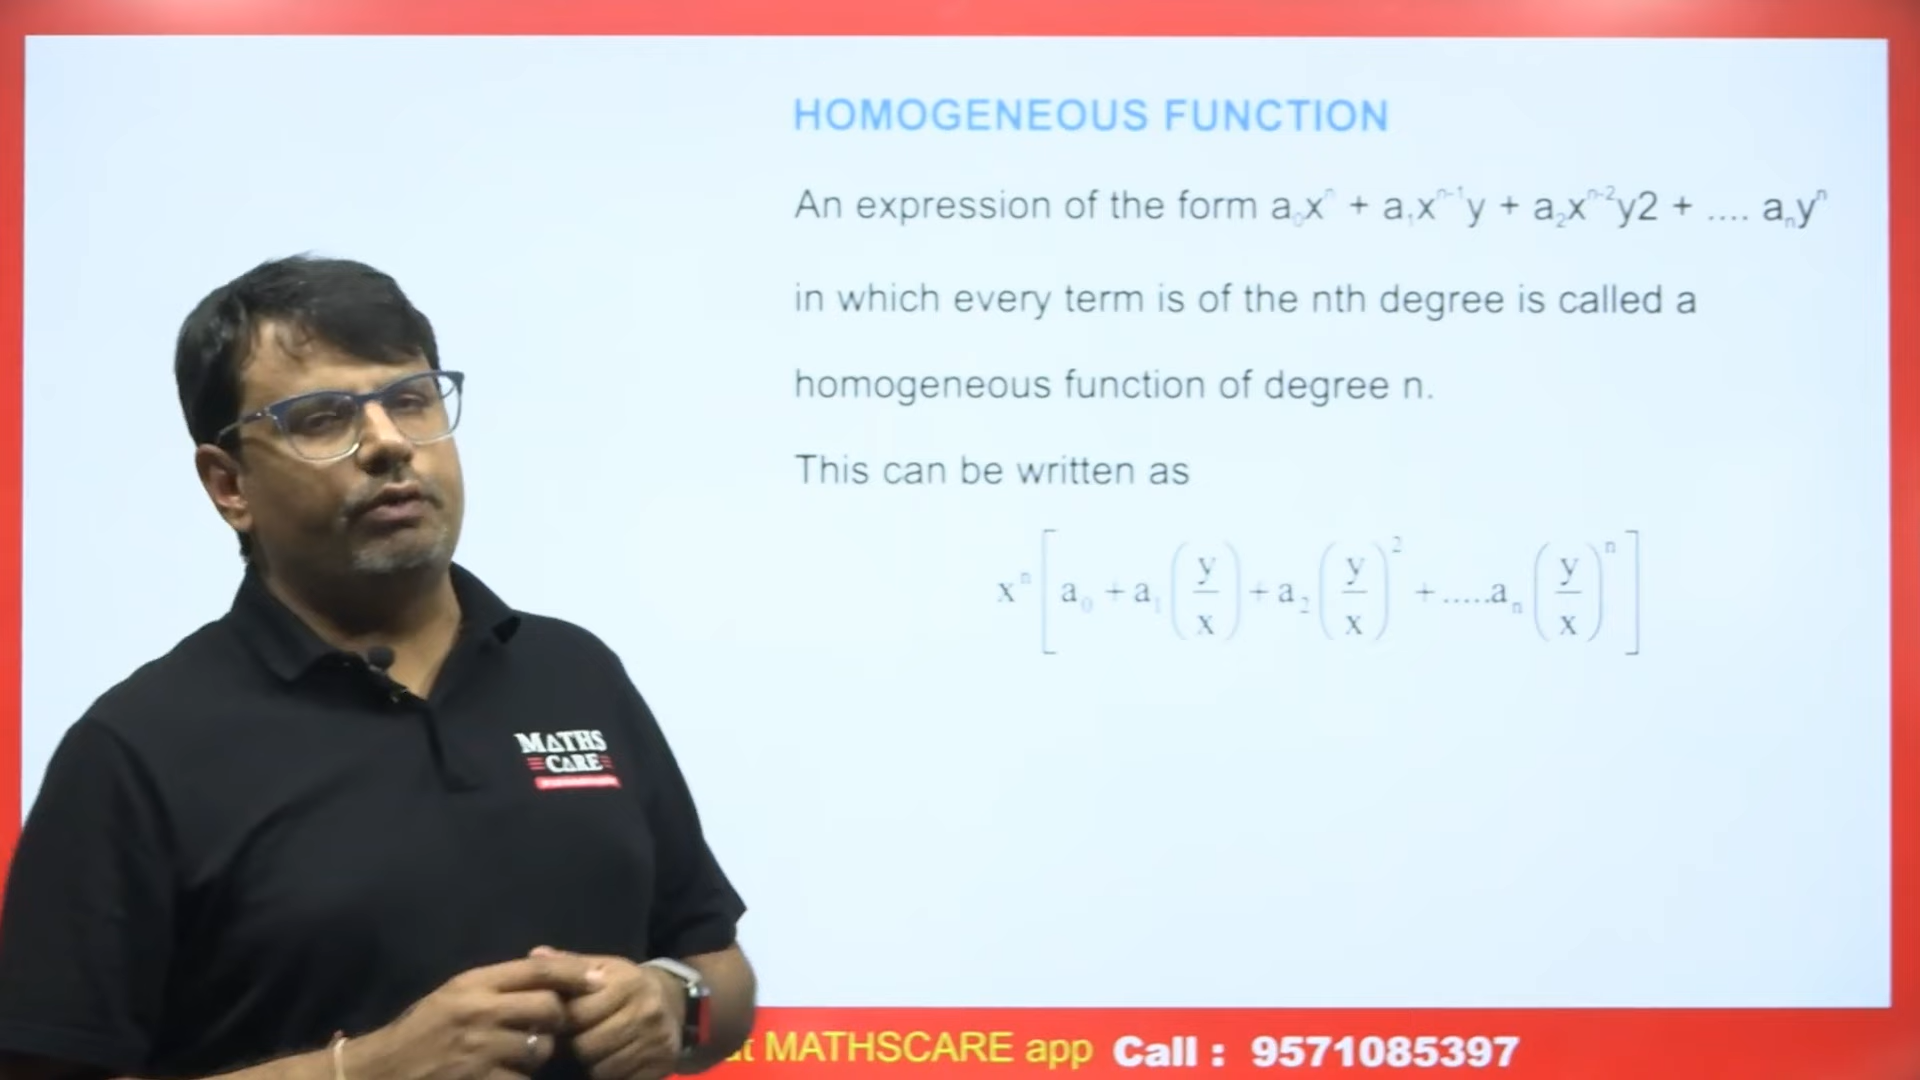 HOMOGENEOUS FUNCTION
An expression of the form a₀xⁿ + a₁xⁿ⁻¹y + a₂xⁿ⁻²y2 + .... aₙyⁿ
in which every term is of the nth degree is called a
homogeneous function of degree n.
This can be written as
xⁿ [ a₀ + a₁ (y/x) + a₂ (y/x)² + .....aₙ (y/x)ⁿ ]
MATHS
CARE
MATHSCARE app Call : 9571085397